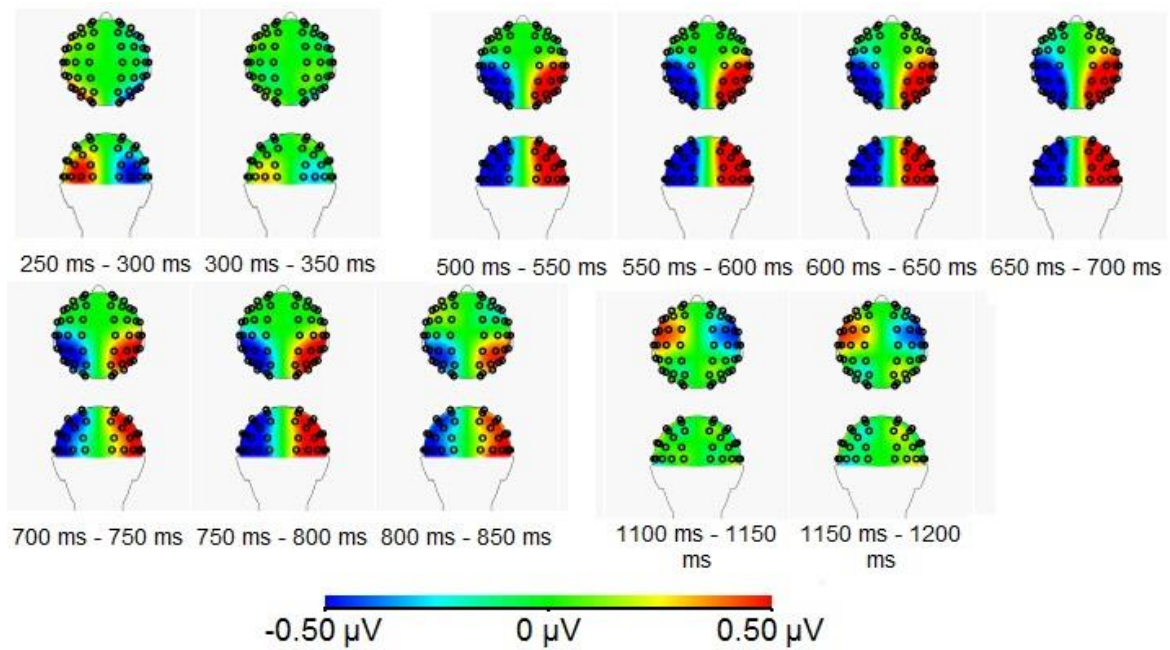 250 ms - 300 ms
300 ms - 350 ms
500 ms - 550 ms
550 ms - 600 ms
600 ms - 650 ms
650 ms - 700 ms
700 ms - 750 ms
750 ms - 800 ms
800 ms - 850 ms
1100 ms - 1150
ms
1150 ms - 1200
ms
-0.50 µV
0 µV
0.50 µV